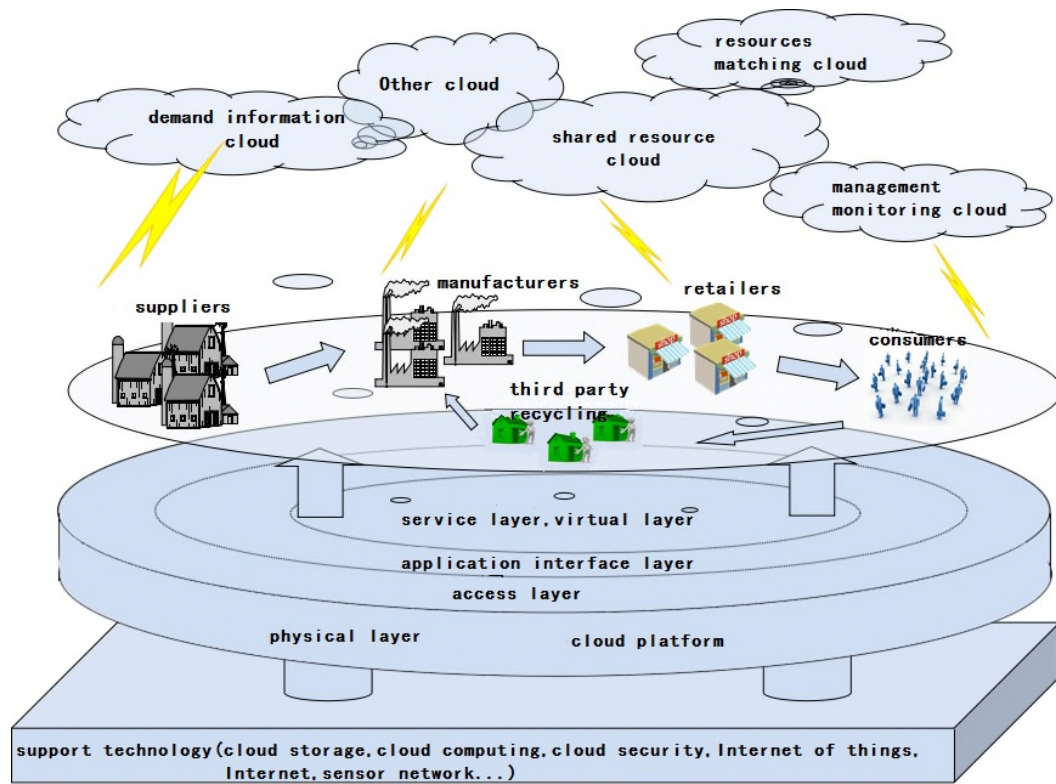 resources
matching cloud
Other cloud
demand information
cloud
shared resource
cloud
management
monitoring cloud
manufacturers
retailers
suppliers
consumers
third party
recycling
service layer,virtual layer
application interface layer
access layer
physical layer
cloud platform
support technology(cloud storage,cloud computing,cloud security,Internet of things,
Internet,sensor network...)